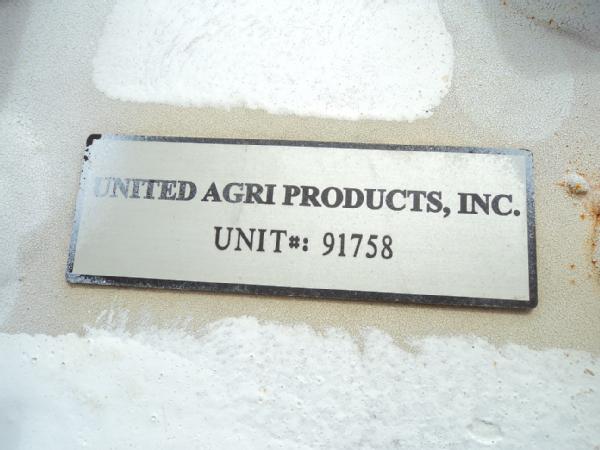 UNITED AGRI PRODUCTS, INC.
UNIT#: 91758